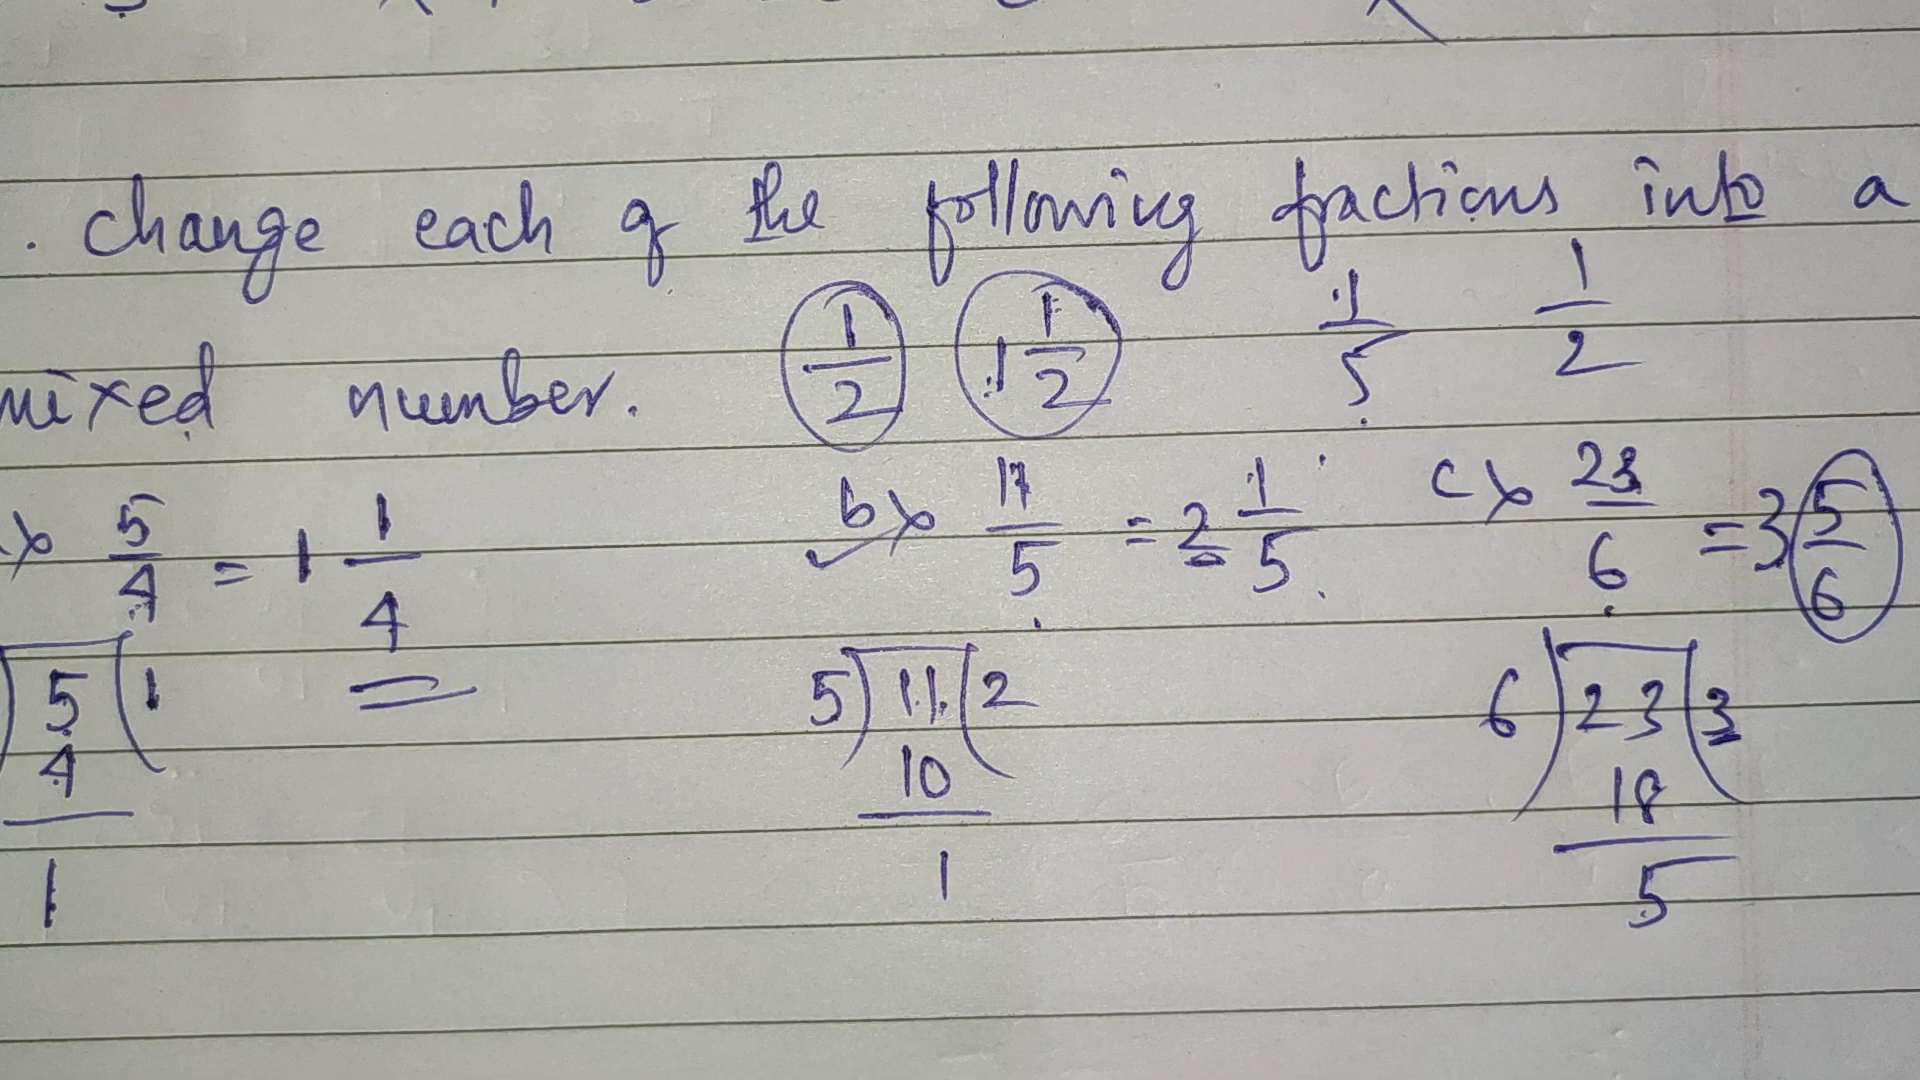 . Change each of the following fractions into a
mixed number. 1/2 1 1/2 1/5 1/2
5/4 = 1 1/4 b) 11/5 = 2 1/5 c) 23/6 = 3 5/6
5 ( 1 5 ) 11 ( 2 6 ) 23 ( 3
4 10 18
1 1 5